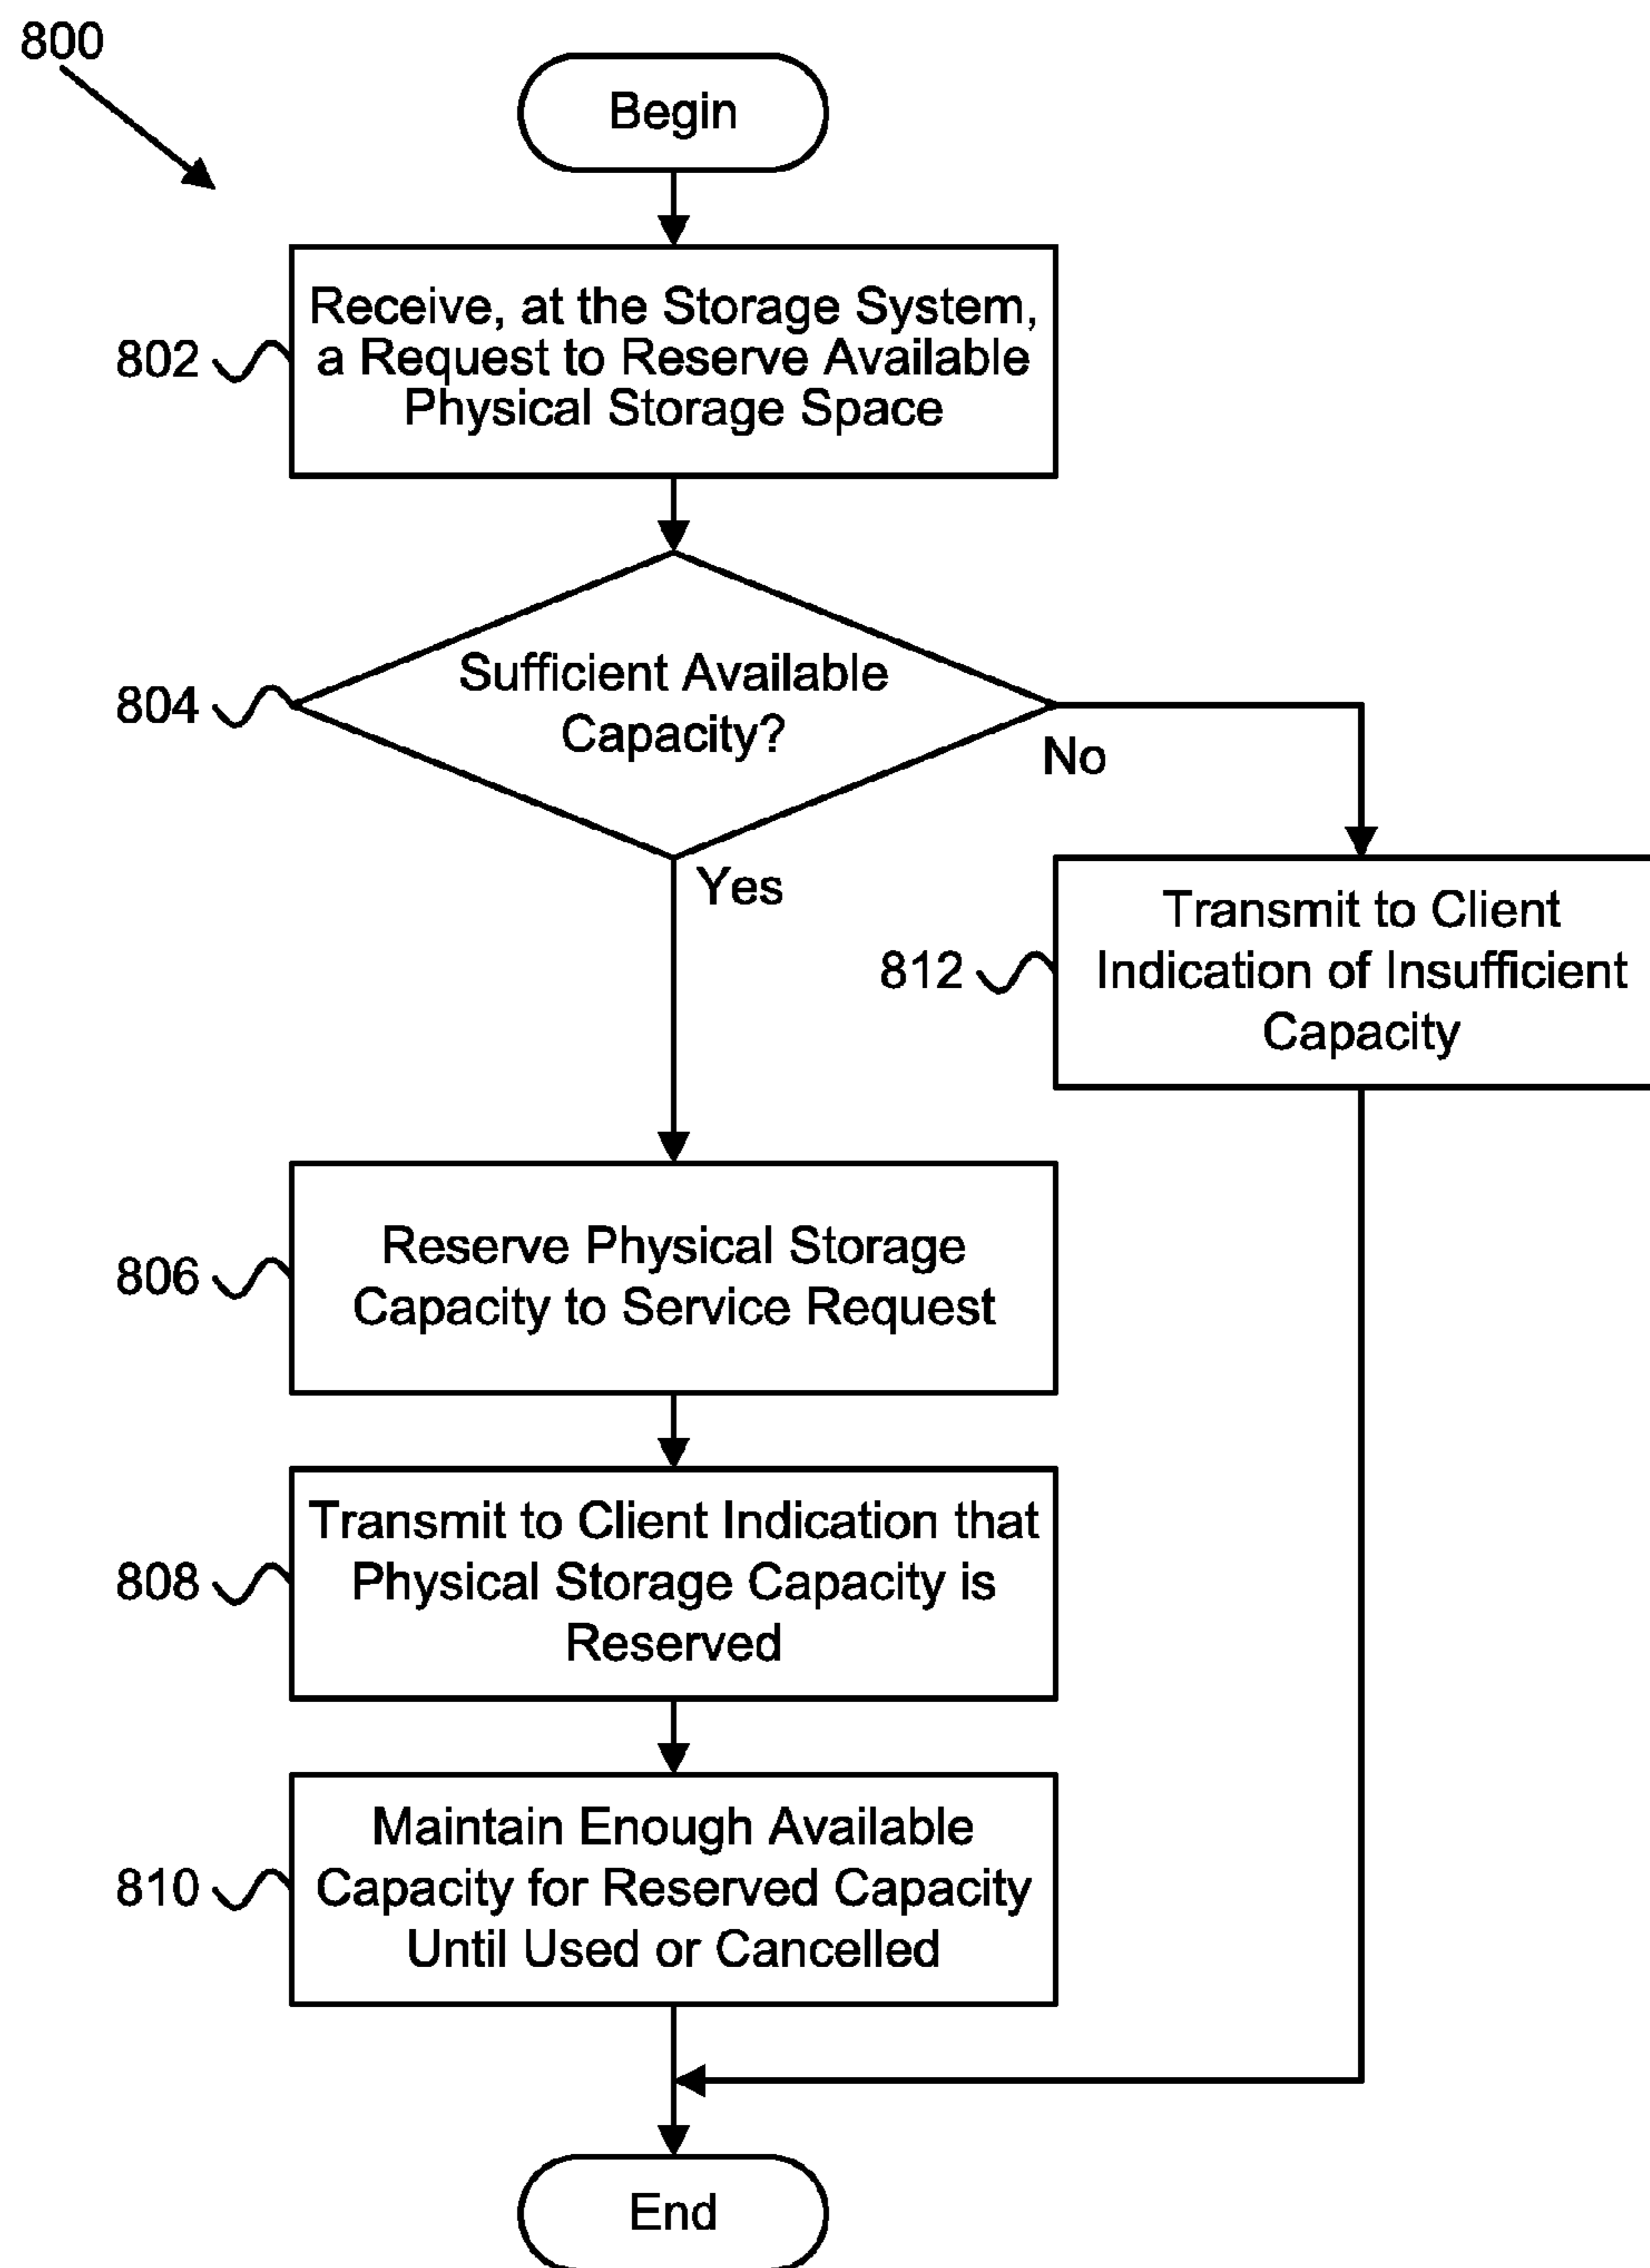 800
Begin
802
Receive, at the Storage System,
a Request to Reserve Available
Physical Storage Space
804
Sufficient Available
Capacity?
No
Yes
812
Transmit to Client
Indication of Insufficient
Capacity
806
Reserve Physical Storage
Capacity to Service Request
808
Transmit to Client Indication that
Physical Storage Capacity is
Reserved
810
Maintain Enough Available
Capacity for Reserved Capacity
Until Used or Cancelled
End